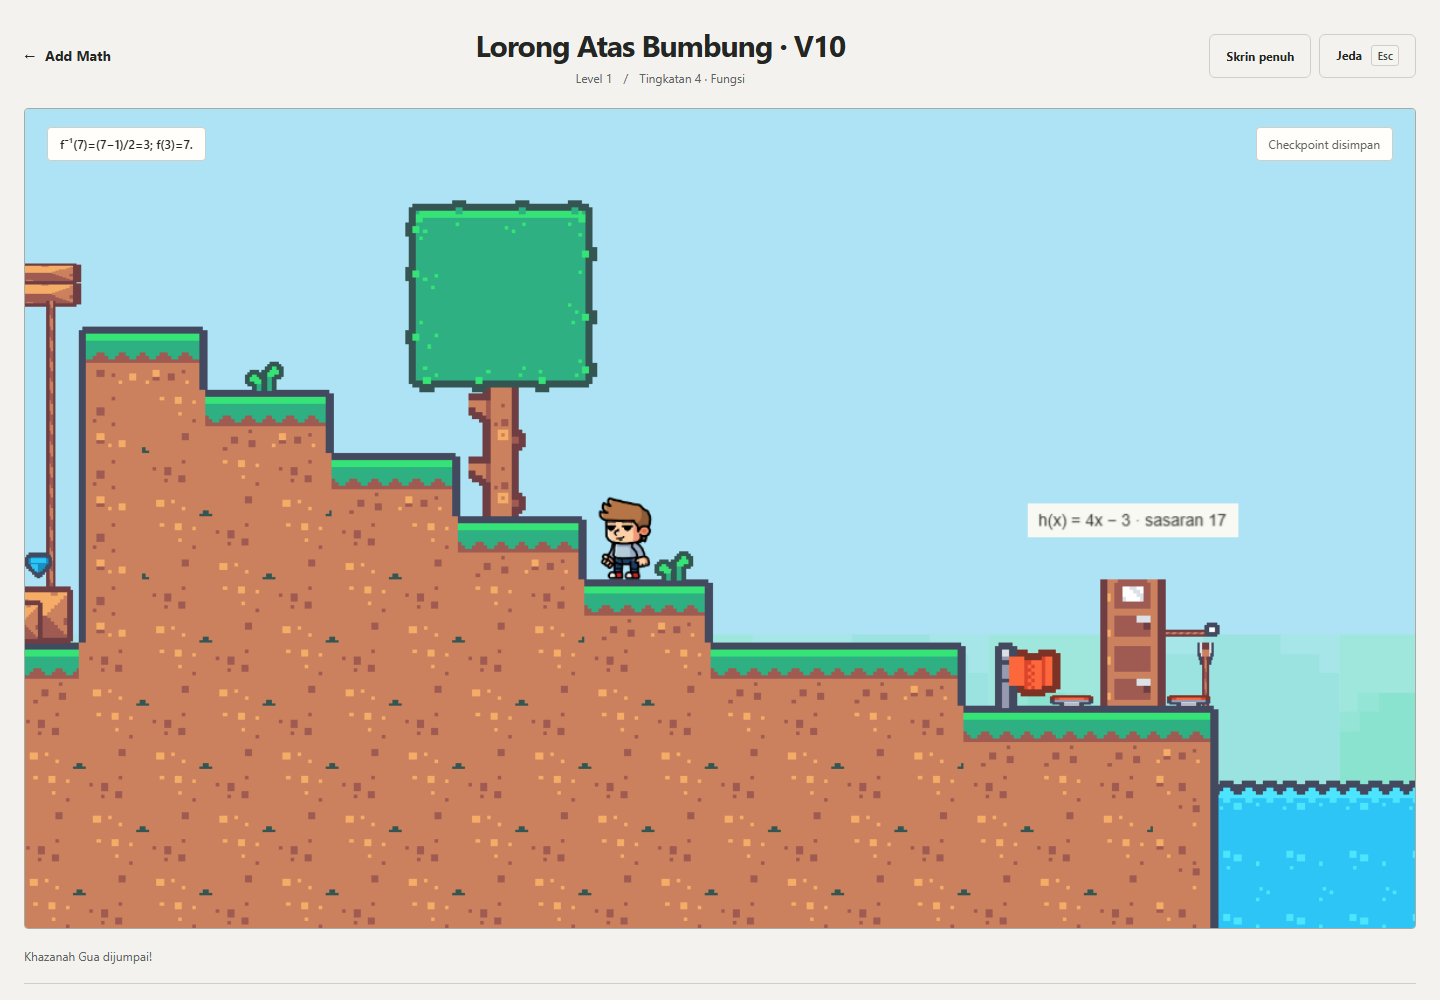 ← Add Math
Lorong Atas Bumbung · V10
Level 1 / Tingkatan 4 · Fungsi
Skrin penuh
Jeda Esc
f⁻¹(7)=(7−1)/2=3; f(3)=7.
Checkpoint disimpan
h(x) = 4x − 3 · sasaran 17
Khazanah Gua dijumpai!